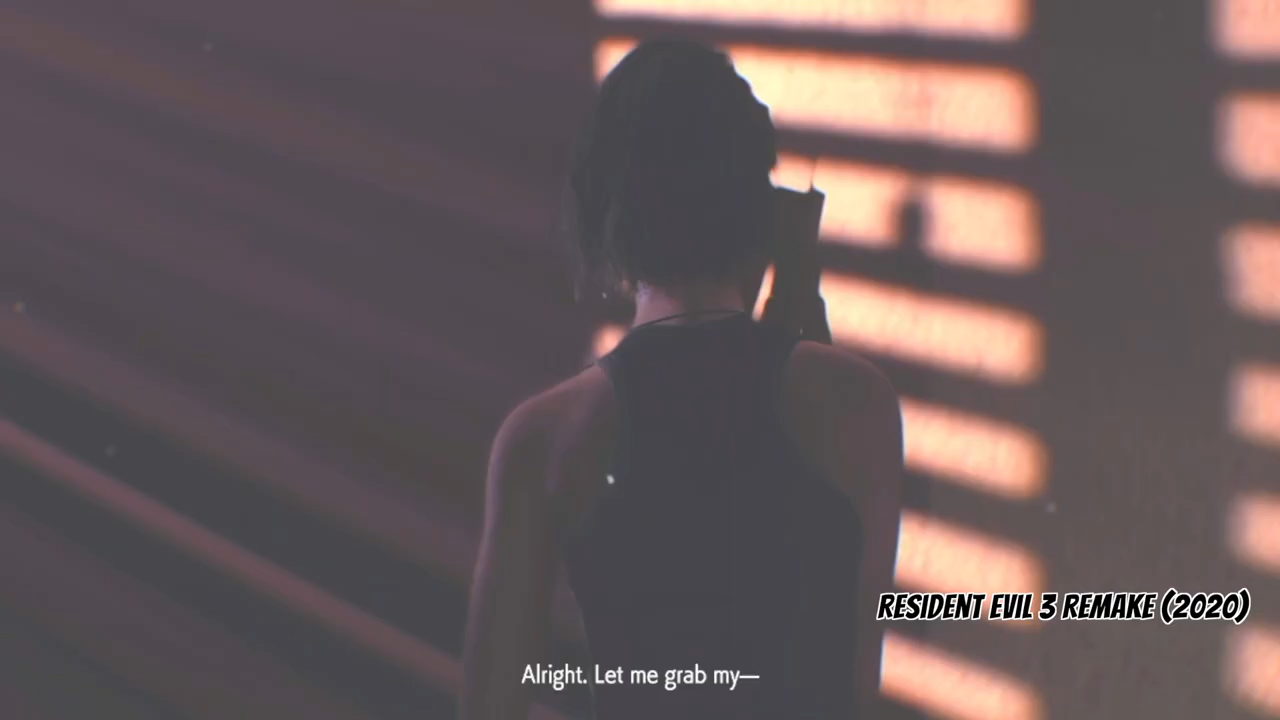 RESIDENT EVIL 3 REMAKE (2020)
Alright. Let me grab my—